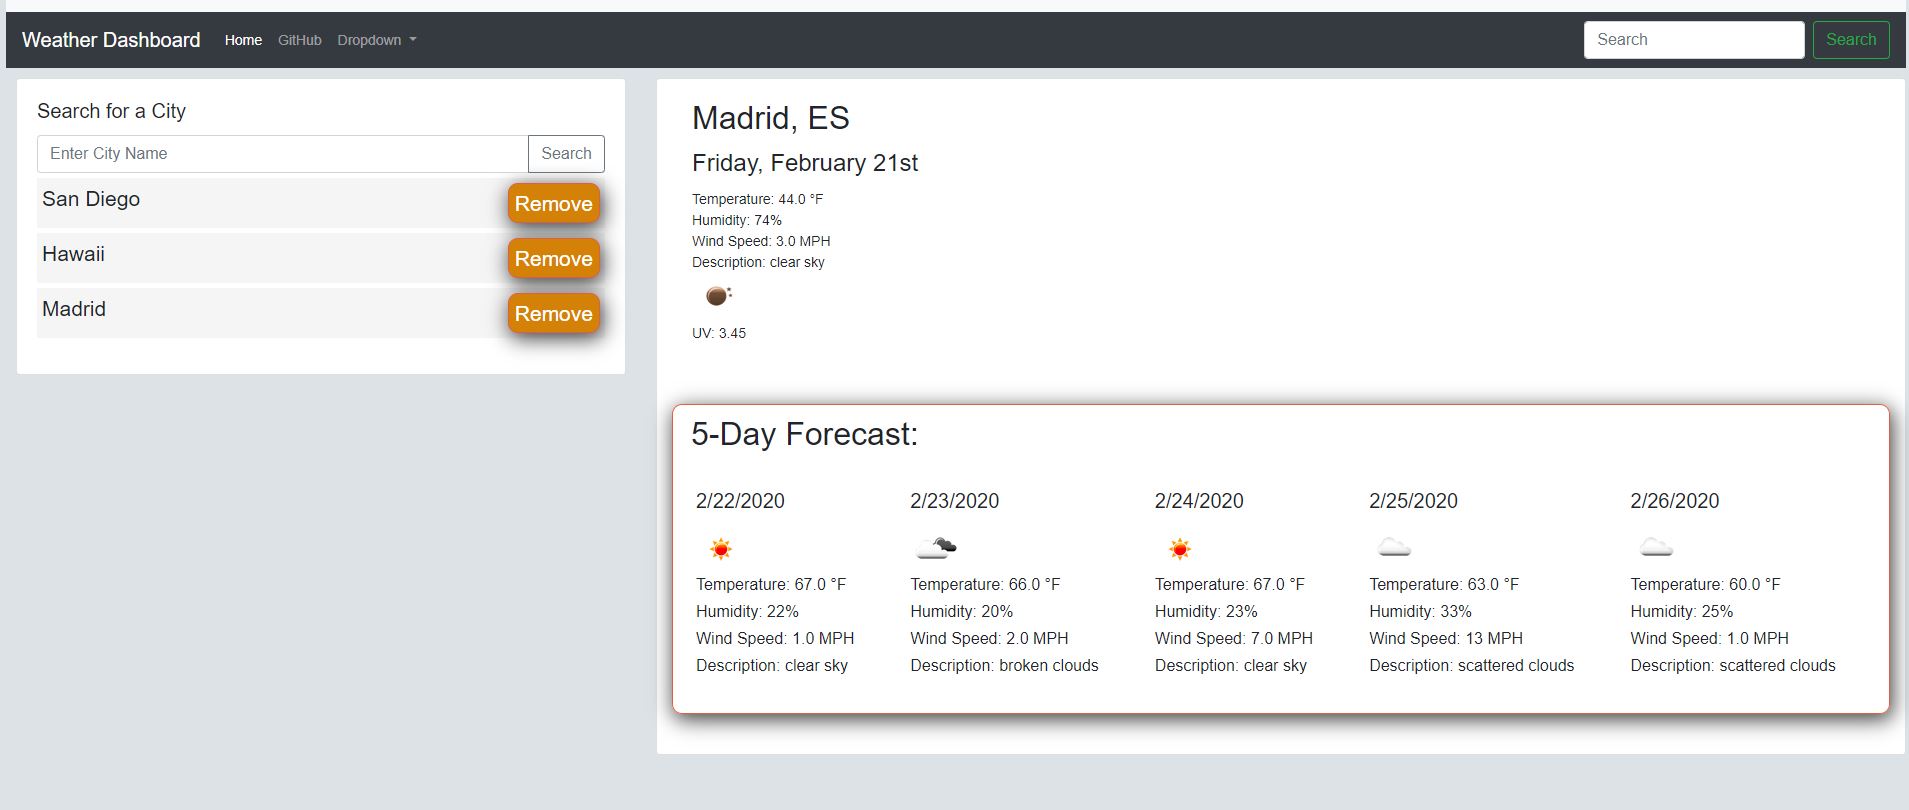 Weather Dashboard Home GitHub Dropdown Search Search
Search for a City
Enter City Name Search
San Diego Remove
Hawaii Remove
Madrid Remove
Madrid, ES
Friday, February 21st
Temperature: 44.0 °F
Humidity: 74%
Wind Speed: 3.0 MPH
Description: clear sky
UV: 3.45
5-Day Forecast:
2/22/2020 2/23/2020 2/24/2020 2/25/2020 2/26/2020
Temperature: 67.0 °F Temperature: 66.0 °F Temperature: 67.0 °F Temperature: 63.0 °F Temperature: 60.0 °F
Humidity: 22% Humidity: 20% Humidity: 23% Humidity: 33% Humidity: 25%
Wind Speed: 1.0 MPH Wind Speed: 2.0 MPH Wind Speed: 7.0 MPH Wind Speed: 13 MPH Wind Speed: 1.0 MPH
Description: clear sky Description: broken clouds Description: clear sky Description: scattered clouds Description: scattered clouds